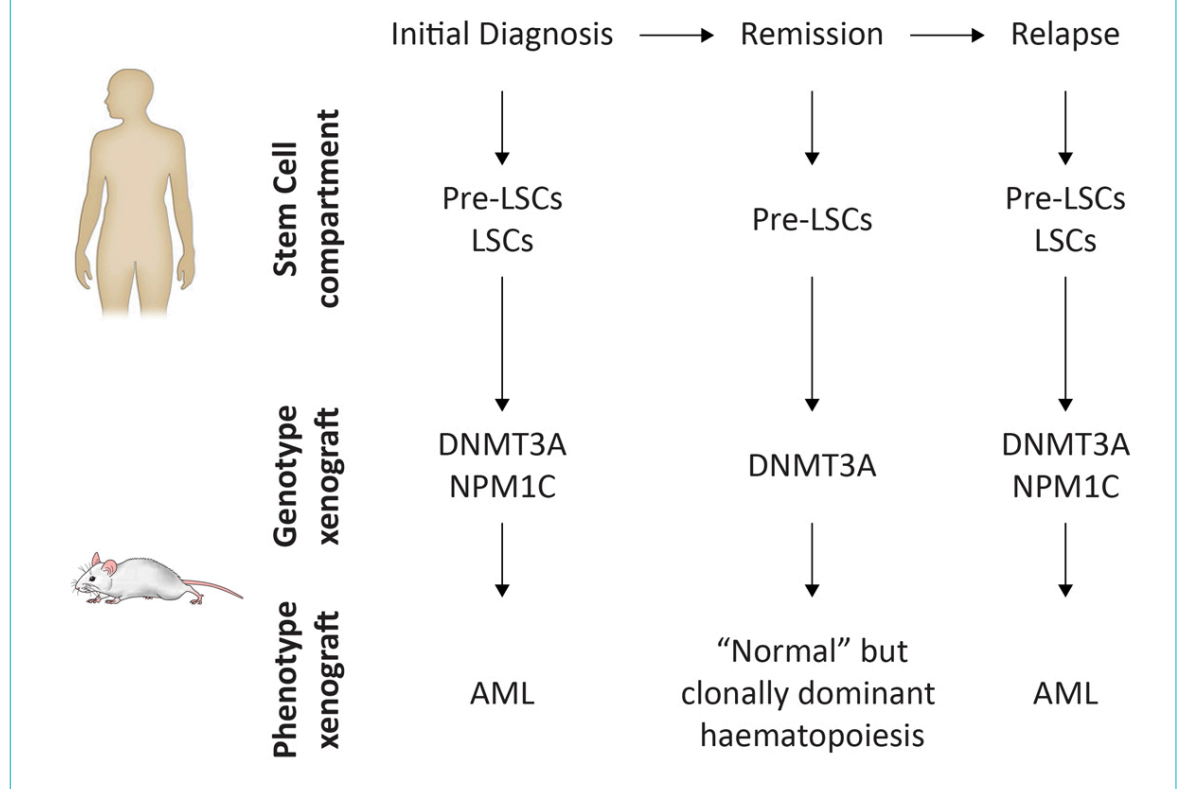 Initial Diagnosis
Remission
Relapse
Stem Cell
compartment
Pre-LSCs
LSCs
Pre-LSCs
Pre-LSCs
LSCs
Genotype
xenograft
DNMT3A
NPM1C
DNMT3A
DNMT3A
NPM1C
Phenotype
xenograft
AML
“Normal” but
clonally dominant
haematopoiesis
AML